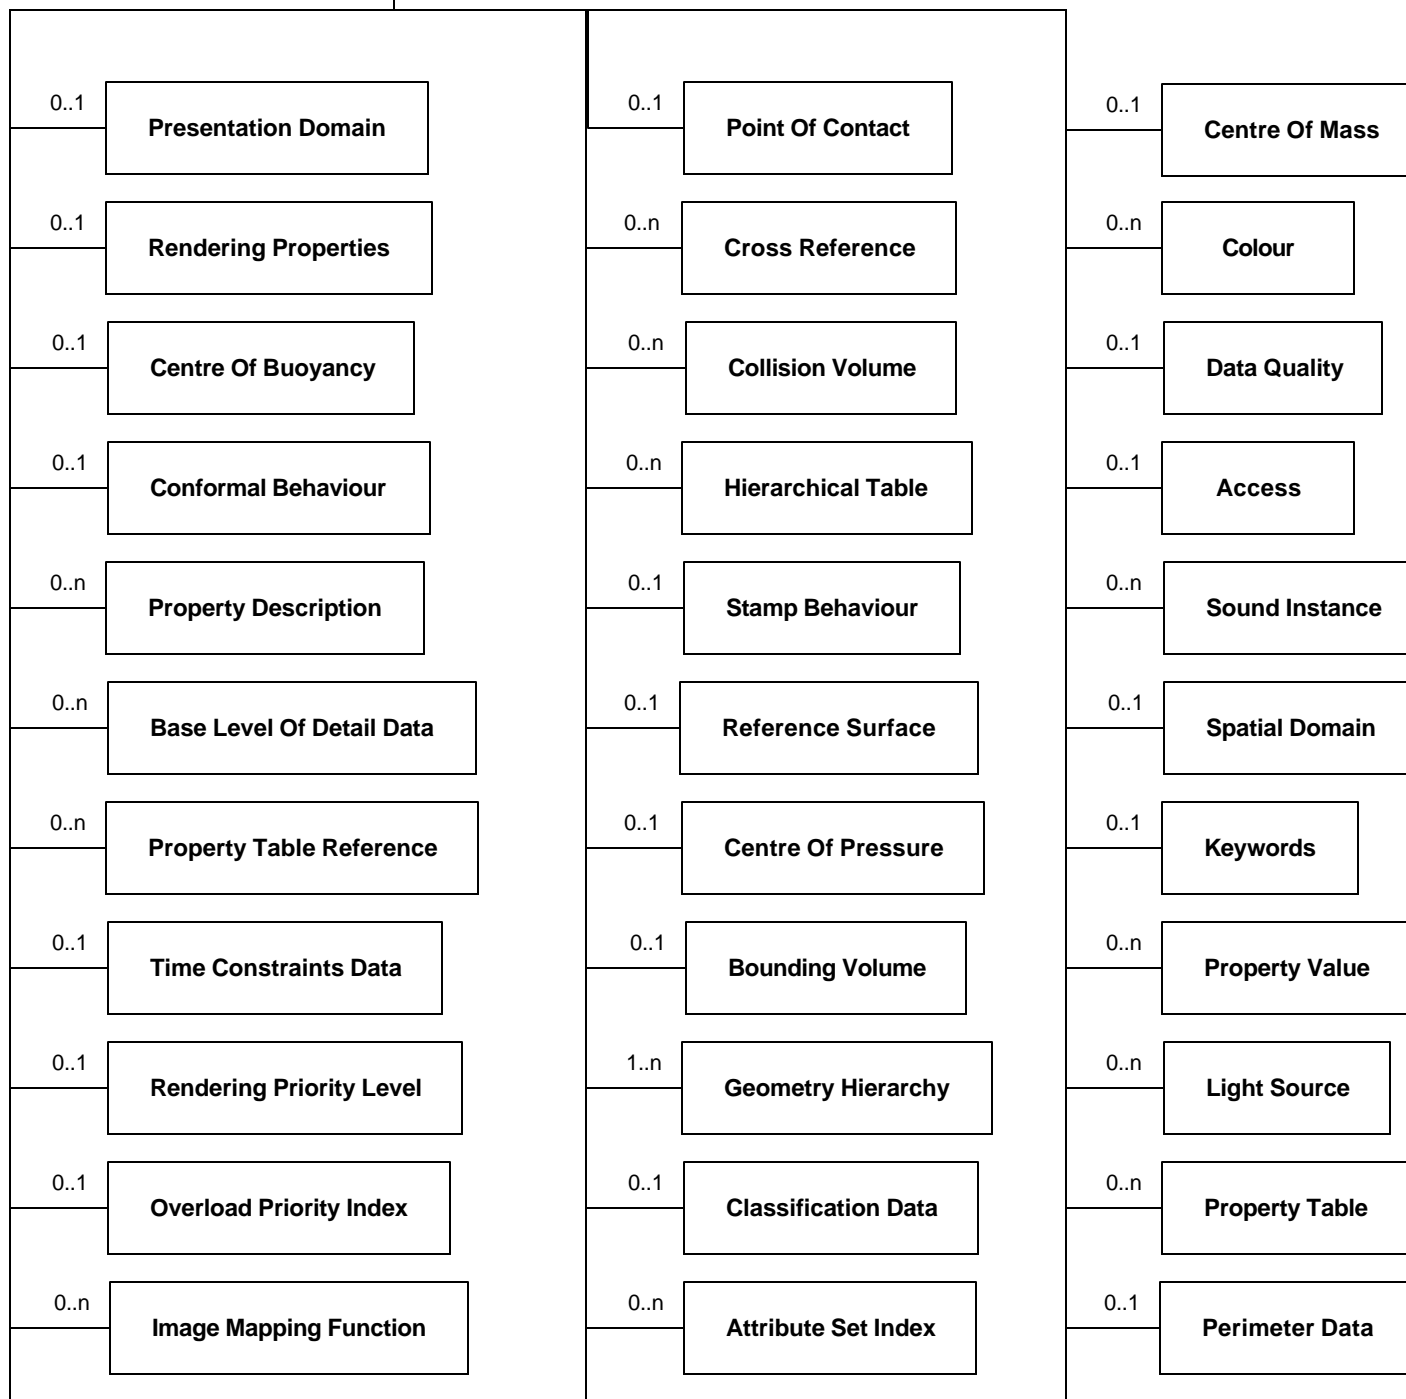 0..1 Presentation Domain
0..1 Rendering Properties
0..1 Centre Of Buoyancy
0..1 Conformal Behaviour
0..n Property Description
0..n Base Level Of Detail Data
0..n Property Table Reference
0..1 Time Constraints Data
0..1 Rendering Priority Level
0..1 Overload Priority Index
0..n Image Mapping Function
0..1 Point Of Contact
0..n Cross Reference
0..n Collision Volume
0..n Hierarchical Table
0..1 Stamp Behaviour
0..1 Reference Surface
0..1 Centre Of Pressure
0..1 Bounding Volume
1..n Geometry Hierarchy
0..1 Classification Data
0..n Attribute Set Index
0..1 Centre Of Mass
0..n Colour
0..1 Data Quality
0..1 Access
0..n Sound Instance
0..1 Spatial Domain
0..1 Keywords
0..n Property Value
0..n Light Source
0..n Property Table
0..1 Perimeter Data